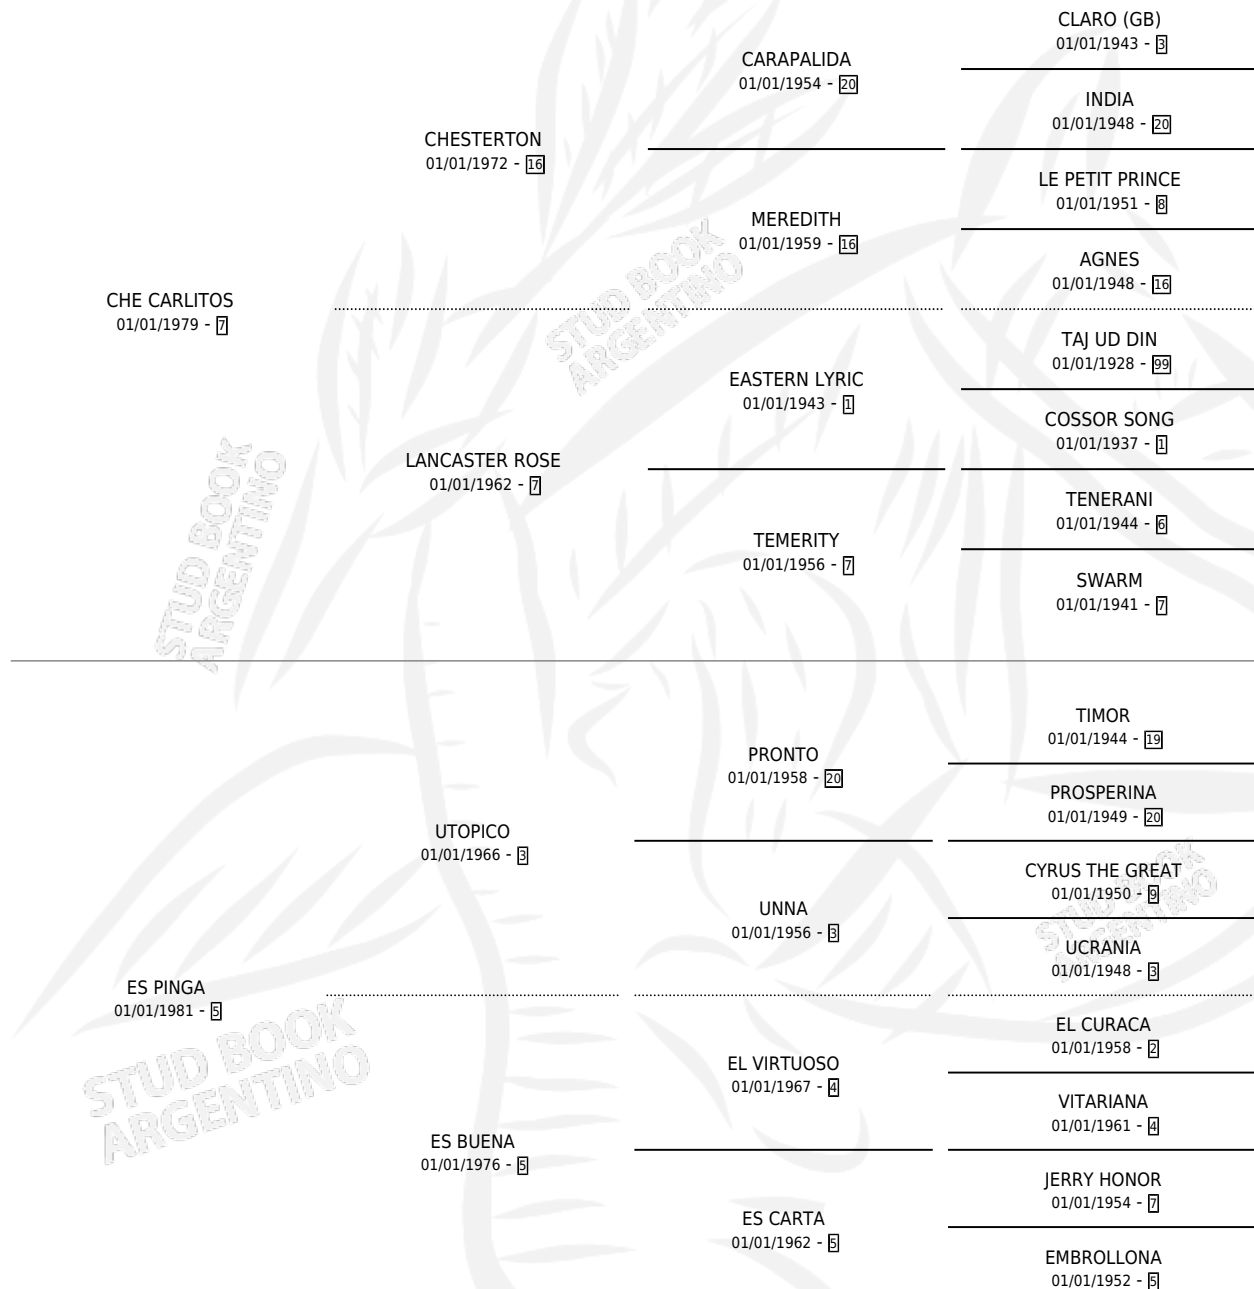 CLARO (GB)
01/01/1943 - 3
CARAPALIDA
01/01/1954 - 20
INDIA
01/01/1948 - 20
CHESTERTON
01/01/1972 - 16
LE PETIT PRINCE
01/01/1951 - 8
MEREDITH
01/01/1959 - 16
AGNES
01/01/1948 - 16
CHE CARLITOS
01/01/1979 - 7
TAJ UD DIN
01/01/1928 - 99
EASTERN LYRIC
01/01/1943 - 1
COSSOR SONG
01/01/1937 - 1
LANCASTER ROSE
01/01/1962 - 7
TENERANI
01/01/1944 - 6
TEMERITY
01/01/1956 - 7
SWARM
01/01/1941 - 7
TIMOR
01/01/1944 - 19
PRONTO
01/01/1958 - 20
PROSPERINA
01/01/1949 - 20
UTOPICO
01/01/1966 - 3
CYRUS THE GREAT
01/01/1950 - 9
UNNA
01/01/1956 - 3
UCRANIA
01/01/1948 - 3
ES PINGA
01/01/1981 - 5
EL CURACA
01/01/1958 - 2
EL VIRTUOSO
01/01/1967 - 4
VITARIANA
01/01/1961 - 4
ES BUENA
01/01/1976 - 5
JERRY HONOR
01/01/1954 - 7
ES CARTA
01/01/1962 - 5
EMBROLLONA
01/01/1952 - 5
STUD BOOK
ARGENTINO
STUD BOOK
ARGENTINO
STUD BOOK
ARGENTINO
STUD BOOK
ARGENTINO